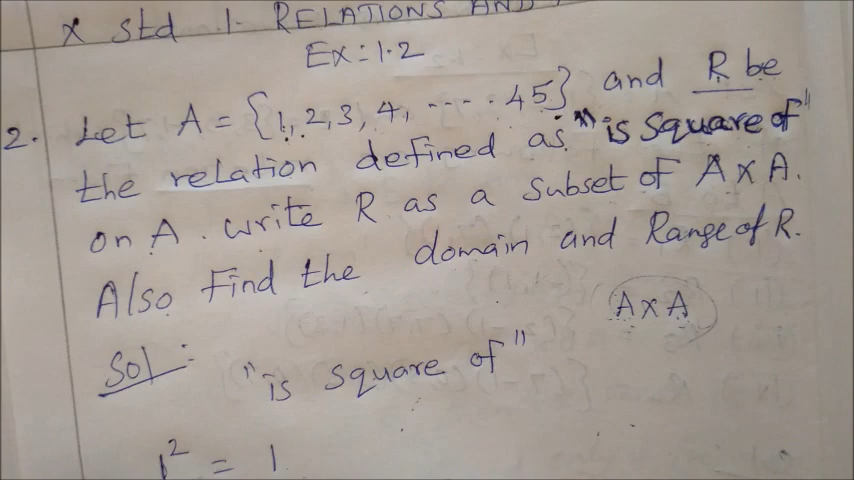 X std 1. RELATIONS AND
Ex: 1.2
2. Let A = {1, 2, 3, 4, ..... 45} and R be
the relation defined as "is square of"
on A. write R as a subset of A X A.
Also Find the domain and Range of R.
A X A
Sol: "is square of"
1² = 1